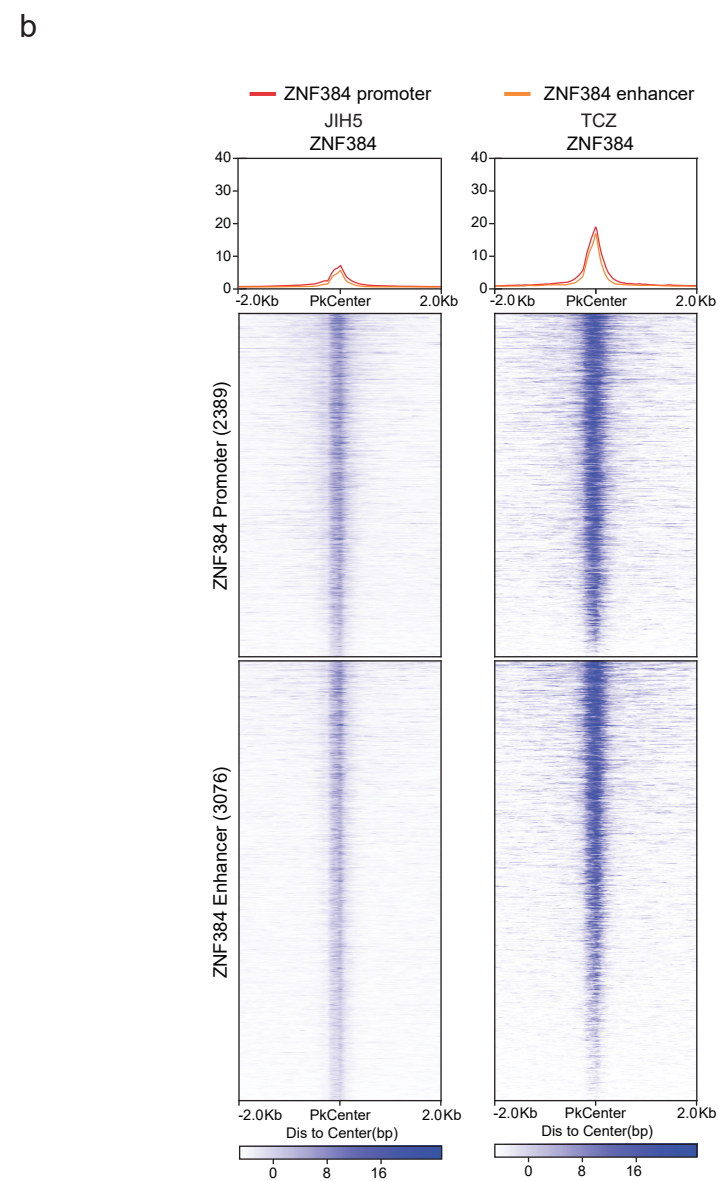 b
ZNF384 promoter
ZNF384 enhancer
JIH5
TCZ
ZNF384
ZNF384
40
30
20
10
0
40
30
20
10
0
-2.0Kb PkCenter 2.0Kb
-2.0Kb PkCenter 2.0Kb
ZNF384 Promoter (2389)
ZNF384 Enhancer (3076)
-2.0Kb PkCenter 2.0Kb
-2.0Kb PkCenter 2.0Kb
Dis to Center(bp)
Dis to Center(bp)
0 8 16
0 8 16